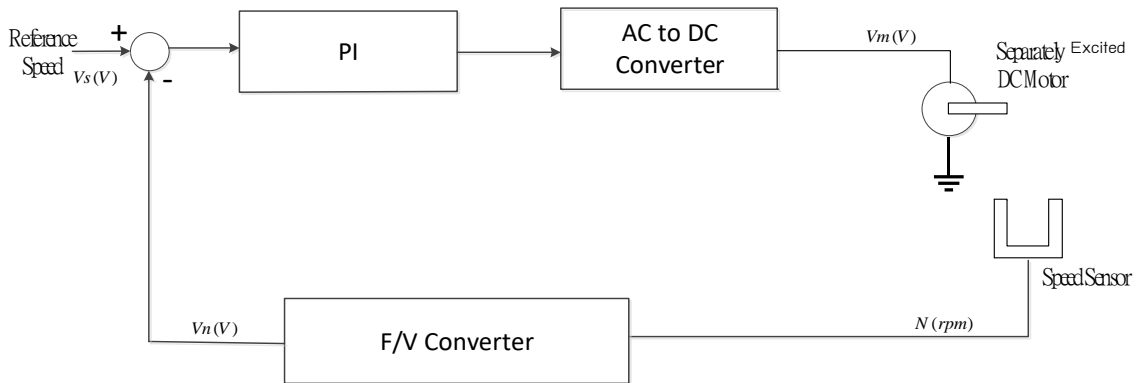 Reference
Speed
+
Vs(V)
-
PI
AC to DC
Converter
Vm(V)
Separately Excited
DC Motor
Speed Sensor
N(rpm)
F/V Converter
Vn(V)